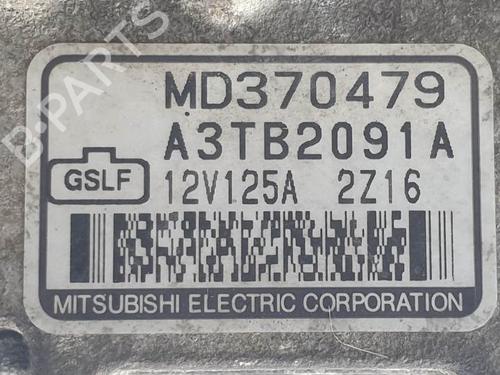 B-PARTS
MD370479
A3TB2091A
GSLF
12V125A 2Z16
MITSUBISHI ELECTRIC CORPORATION